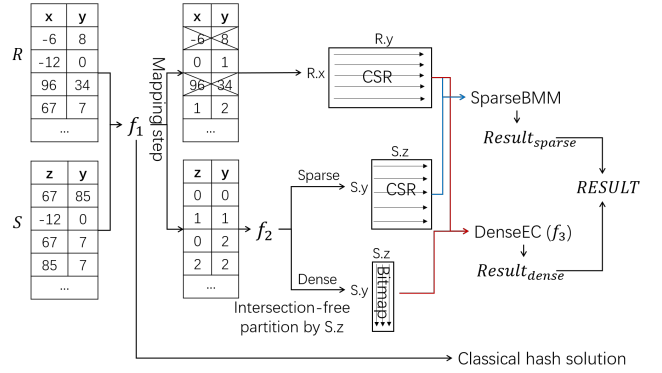 x y
R
-6 8
-12 0
96 34
67 7
...
z y
S
67 85
-12 0
67 7
85 7
...
f1
Mapping step
x y
-6 8
0 1
96 34
1 2
...
z y
0 0
1 1
0 2
2 2
...
f2
R.y
R.x
CSR
Sparse
S.z
S.y
CSR
Dense
S.z
S.y
Bitmap
Intersection-free
partition by S.z
SparseBMM
Resultsparse
RESULT
DenseEC (f3)
Resultdense
Classical hash solution